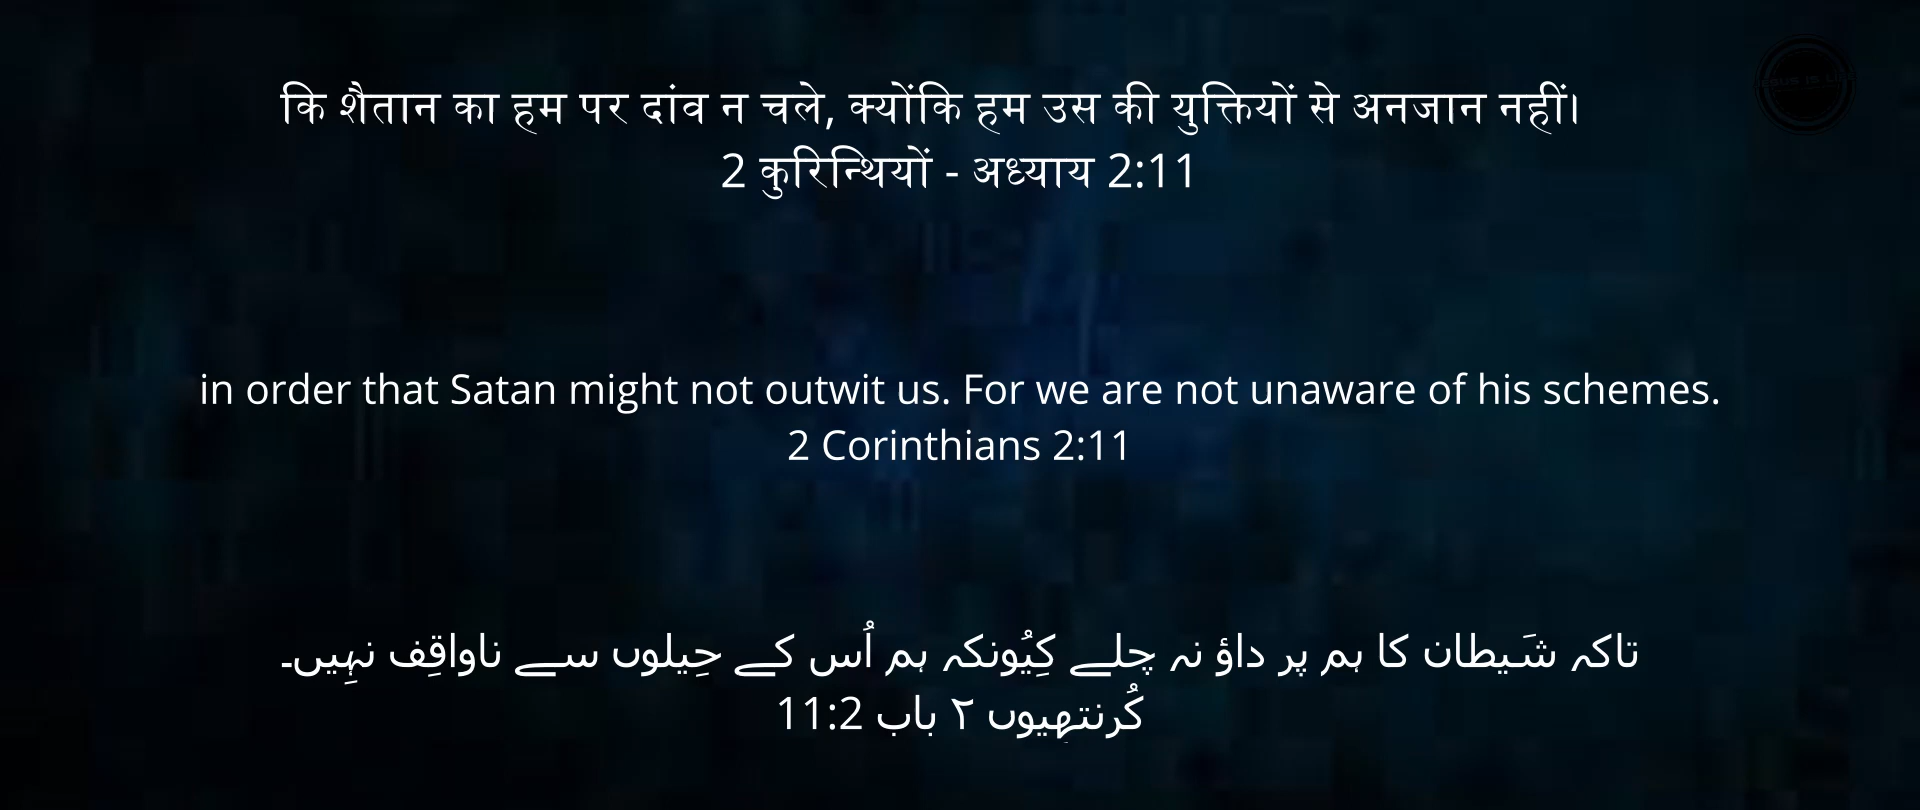 कि शैतान का हम पर दांव न चले, क्योंकि हम उस की युक्तियों से अनजान नहीं।
2 कुरिन्थियों - अध्याय 2:11
in order that Satan might not outwit us. For we are not unaware of his schemes.
2 Corinthians 2:11
تاکہ شَیطان کا ہم پر داؤ نہ چلے کِیُونکہ ہم اُس کے حِیلوں سے ناواقِف نہِیں۔
کُرنتھِیوں ۲ باب 11:2